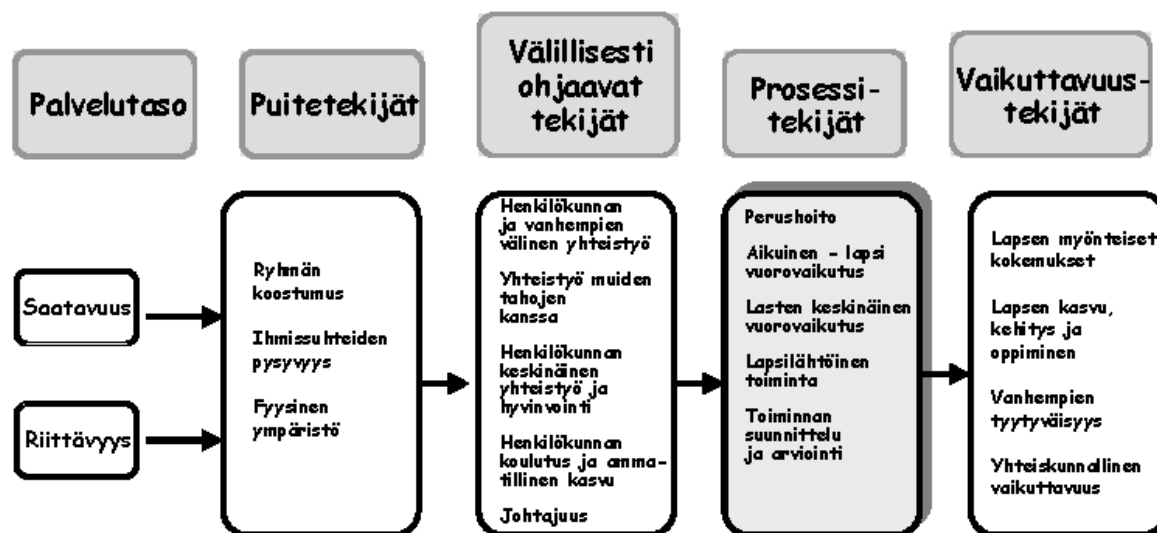 Palvelutaso
Puitetekijät
Välillisesti
ohjaavat
tekijät
Prosessi-
tekijät
Vaikuttavuus-
tekijät
Saatavuus
Riittävyys
Ryhmän
koostumus
Ihmissuhteiden
pysyvyys
Fyysinen
ympäristö
Henkilökunnan
ja vanhempien
välinen yhteistyö
Yhteistyö muiden
tahojen
kanssa
Henkilökunnan
keskinäinen
yhteistyö ja
hyvinvointi
Henkilökunnan
koulutus ja amma-
tillinen kasvu
Johtajuus
Perushoito
Aikuinen - lapsi
vuorovaikutus
Lasten keskinäinen
vuorovaikutus
Lapsilähtöinen
toiminta
Toiminnan
suunnittelu
ja arviointi
Lapsen myönteiset
kokemukset
Lapsen kasvu,
kehitys ja
oppiminen
Vanhempien
tyytyväisyys
Yhteiskunnallinen
vaikuttavuus